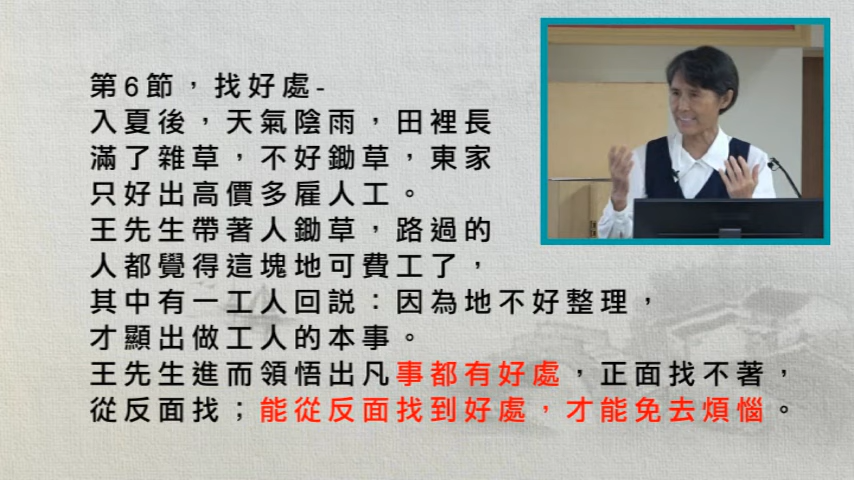 第6節，找好處-
入夏後，天氣陰雨，田裡長
滿了雜草，不好鋤草，東家
只好出高價多雇人工。
王先生帶著人鋤草，路過的
人都覺得這塊地可費工了，
其中有一工人回說：因為地不好整理，
才顯出做工人的本事。
王先生進而領悟出凡事都有好處，正面找不著，
從反面找；能從反面找到好處，才能免去煩惱。